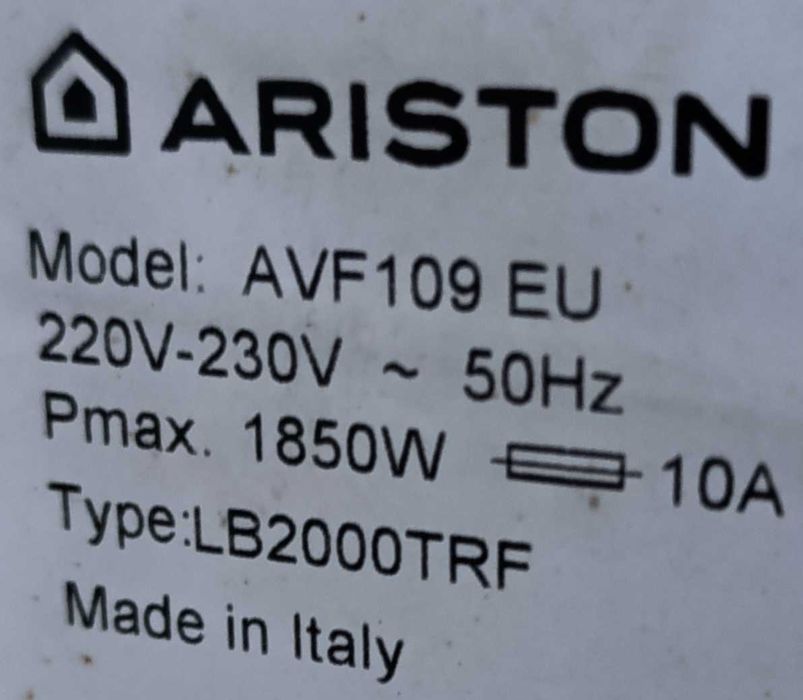 ARISTON
Model: AVF109 EU
220V-230V ~ 50Hz
Pmax. 1850W 10A
Type:LB2000TRF
Made in Italy